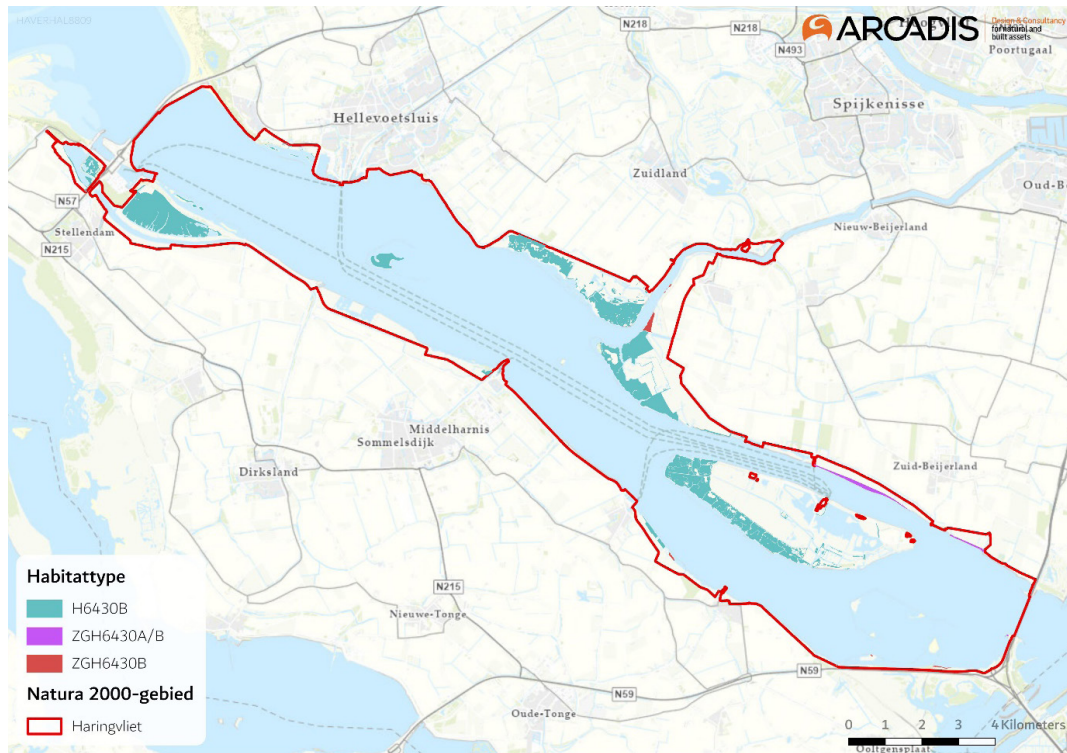 HAVERHAL6809
N218
N218
ARCADIS
Design & Consultancy
for natural and
built assets
N493
Poortugaal
Hellevoetsluis
Spijkenisse
Zuidland
Oud-Be
N57
Stellendam
N215
Nieuw-Beijerland
Middelharnis
Sommelsdijk
Dirksland
Zuid-Beijerland
N215
Nieuwe-Tonge
N59
N59
Oude-Tonge
Ooltgensplaat
Habitattype
H6430B
ZGH6430A/B
ZGH6430B
Natura 2000-gebied
Haringvliet
0 1 2 3 4 Kilometers